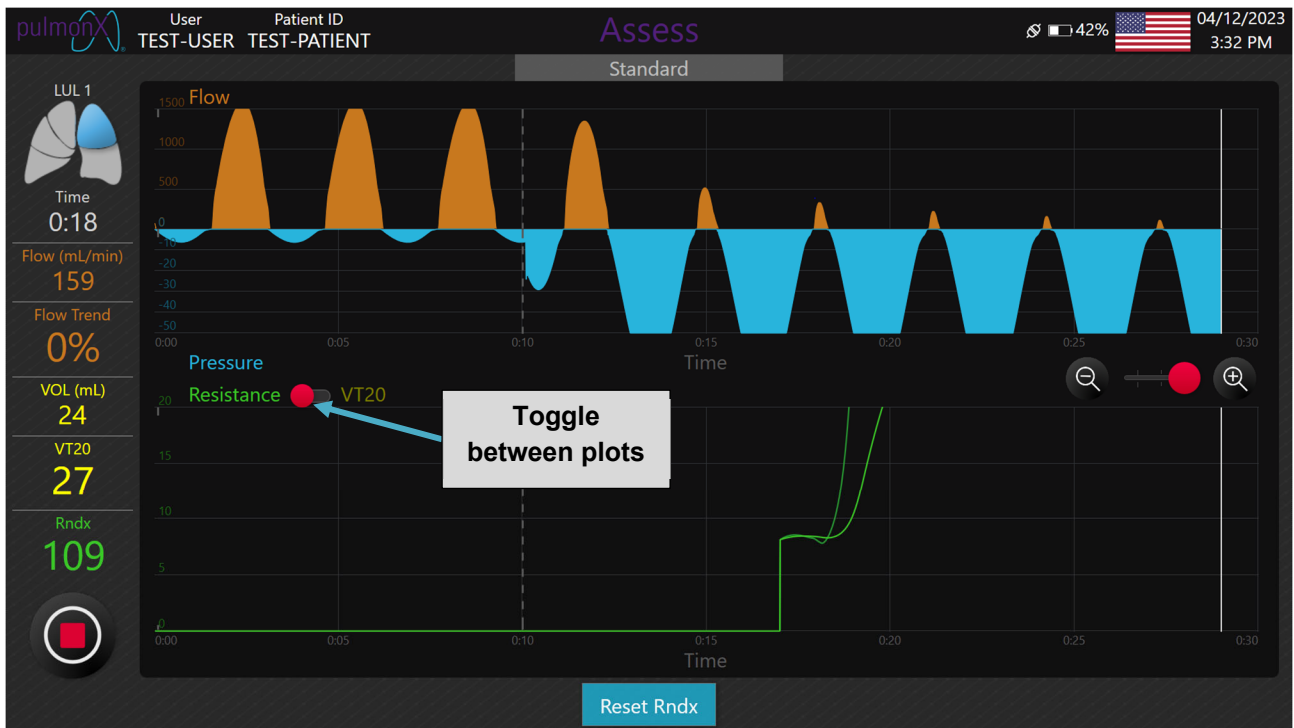 pulmonX®
User
TEST-USER
Patient ID
TEST-PATIENT
Assess
42%
04/12/2023
3:32 PM
Standard
LUL 1
Time
0:18
Flow (mL/min)
159
Flow Trend
0%
VOL (mL)
24
VT20
27
Rndx
109
Flow
1500
1000
500
0
-10
-20
-30
-40
-50
0:00 0:05 0:10 0:15 0:20 0:25 0:30
Time
Pressure
Resistance VT20
Toggle
between plots
20
15
10
5
0
0:00 0:05 0:10 0:15 0:20 0:25 0:30
Time
Reset Rndx